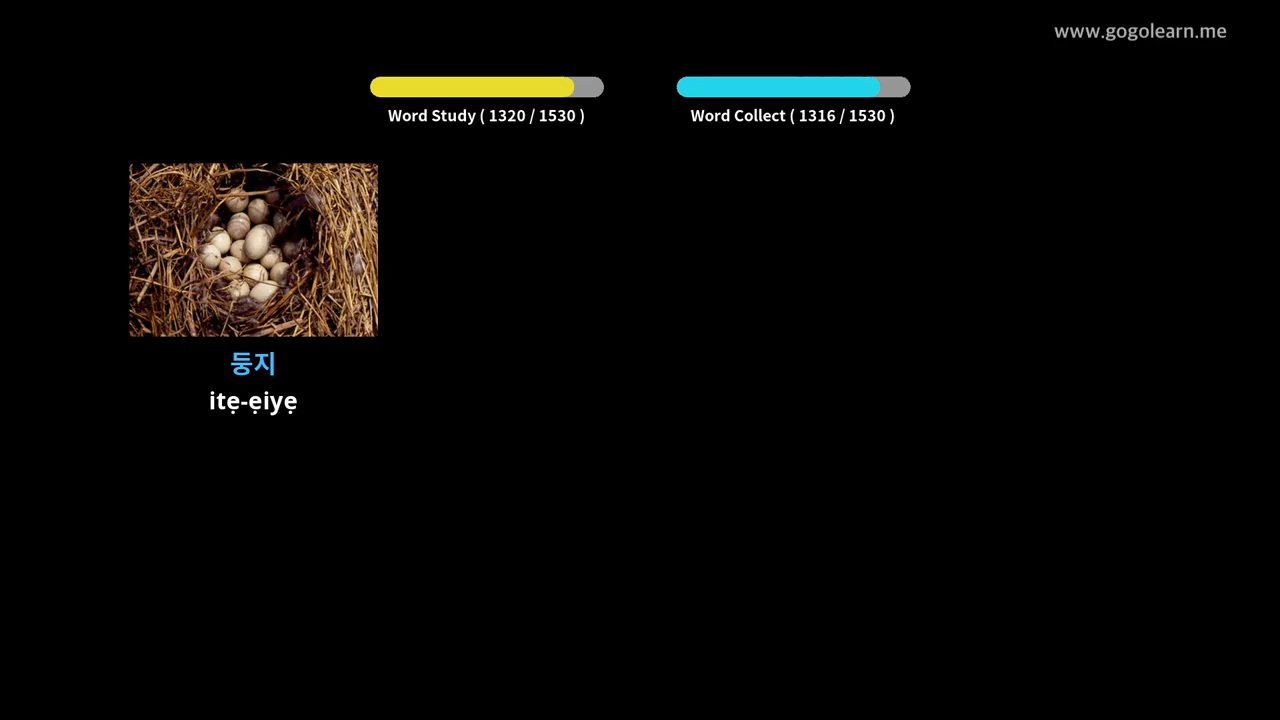 www.gogolearn.me
Word Study ( 1320 / 1530 )
Word Collect ( 1316 / 1530 )
둥지
itẹ-ẹiyẹ